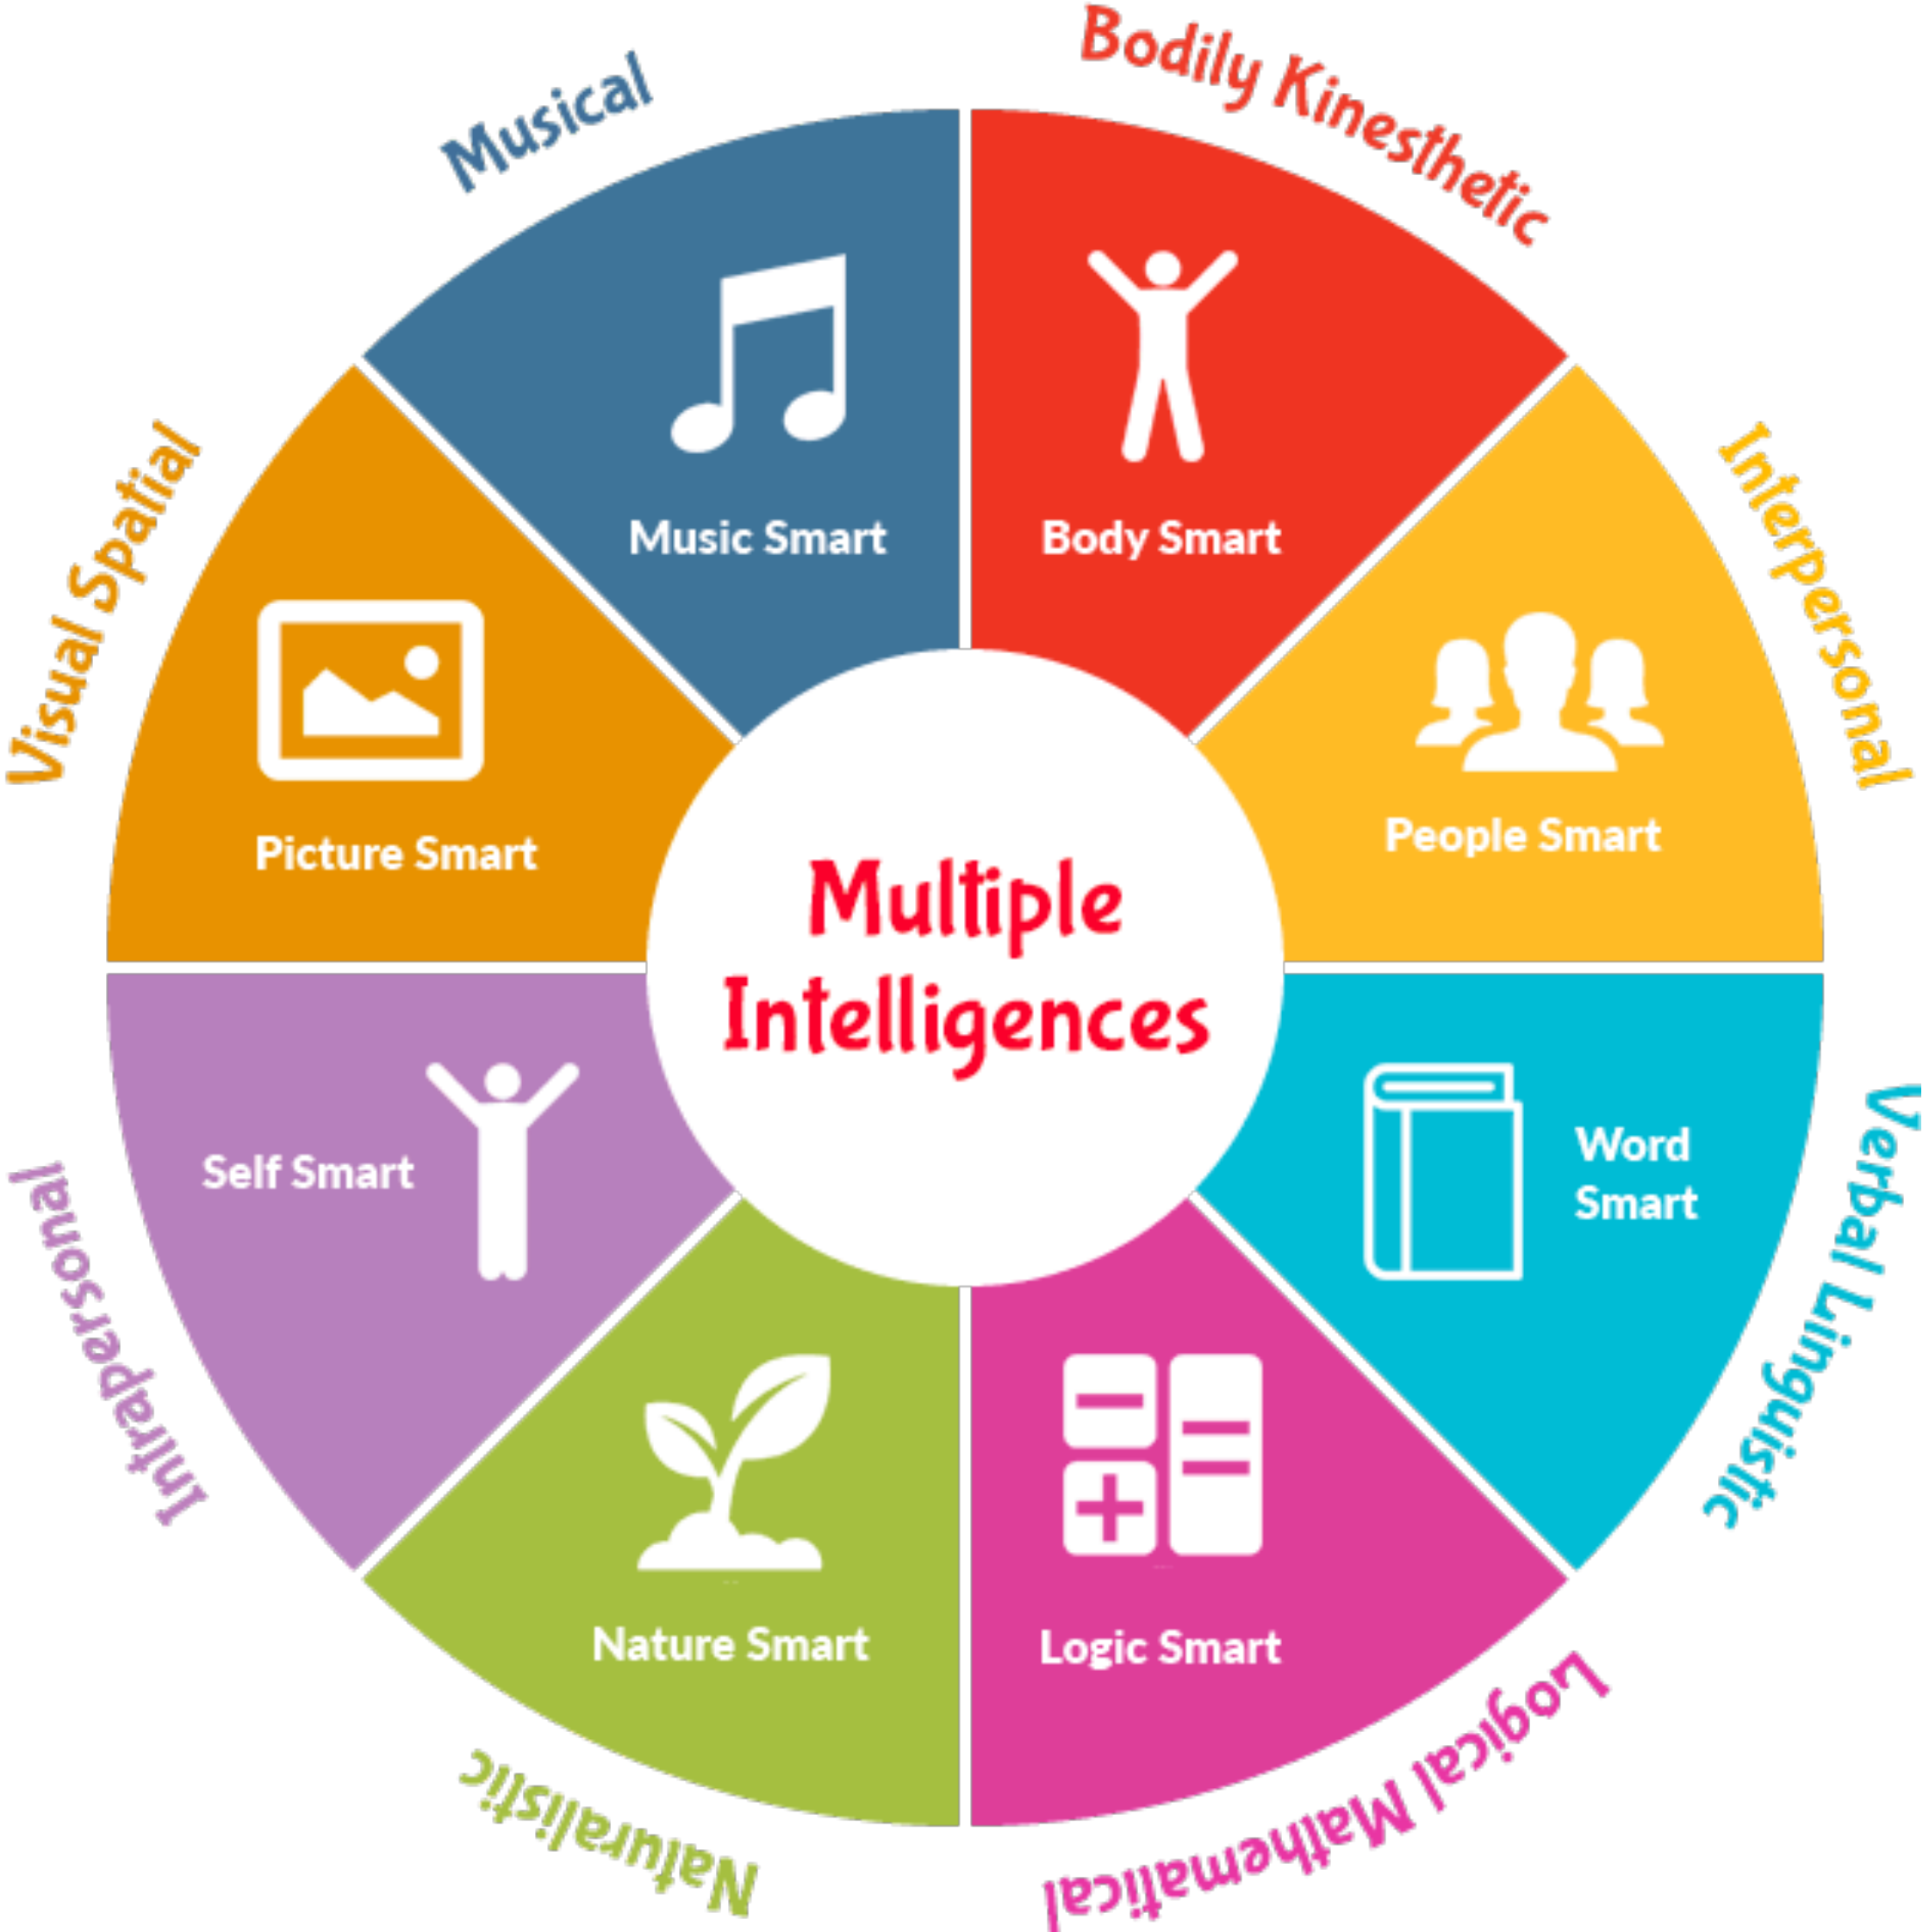 Musical
Bodily Kinesthetic
Interpersonal
Verbal Linguistic
Logical Mathematical
Naturalistic
Intrapersonal
Visual Spatial
Music Smart
Body Smart
People Smart
Word
Smart
Logic Smart
Nature Smart
Self Smart
Picture Smart
Multiple
Intelligences